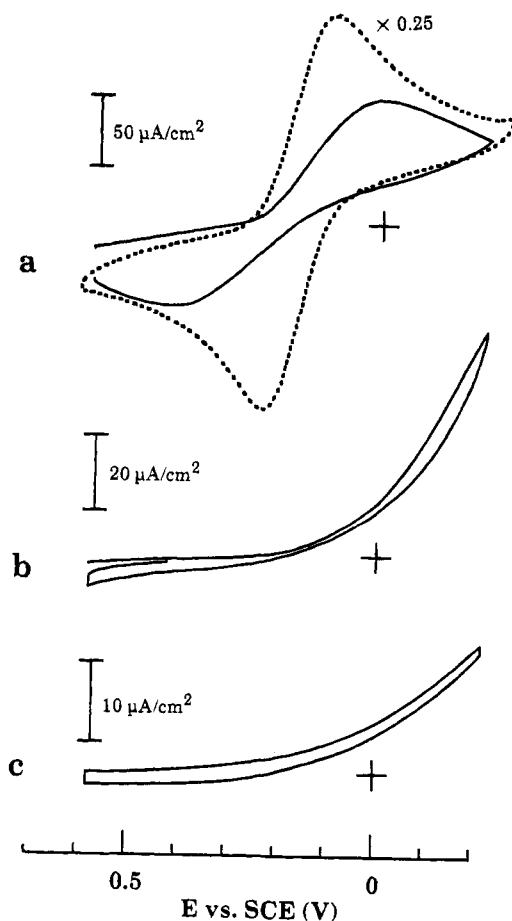 × 0.25
50 µA/cm²
a
20 µA/cm²
b
10 µA/cm²
c
0.5 0
E vs. SCE (V)